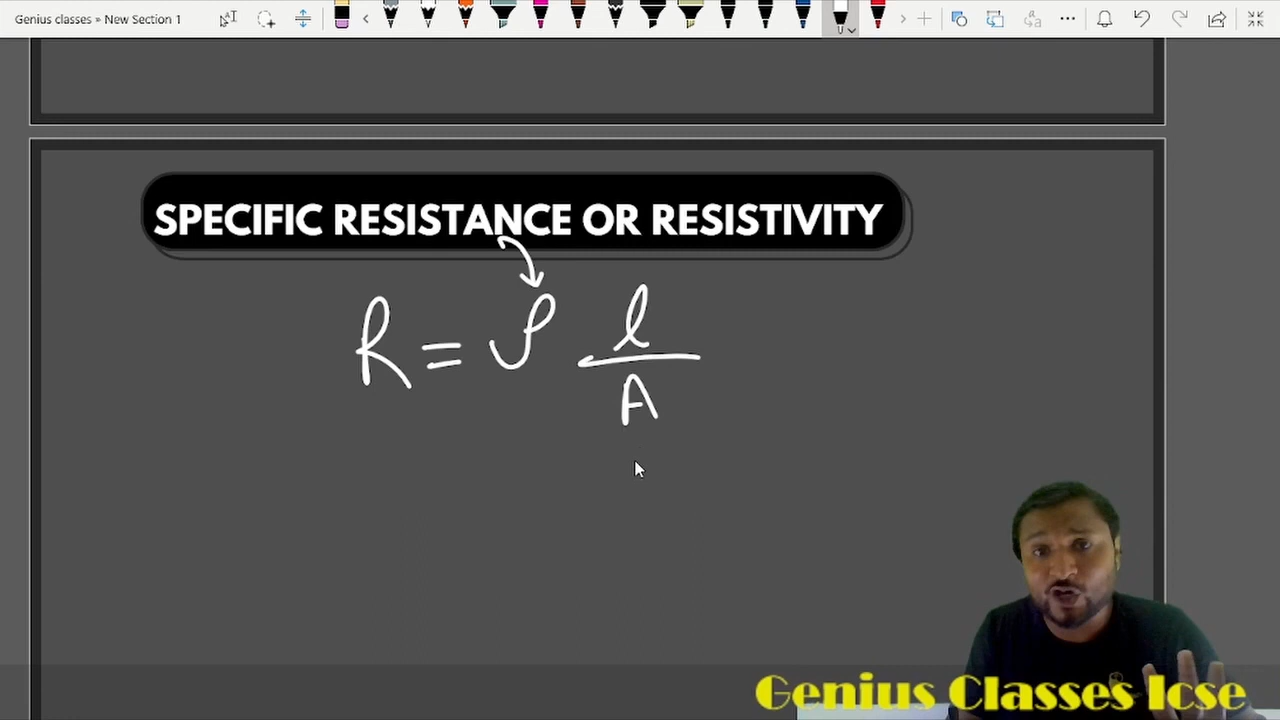 Genius classes » New Section 1
SPECIFIC RESISTANCE OR RESISTIVITY
R = ρ l / A
Genius Classes Icse